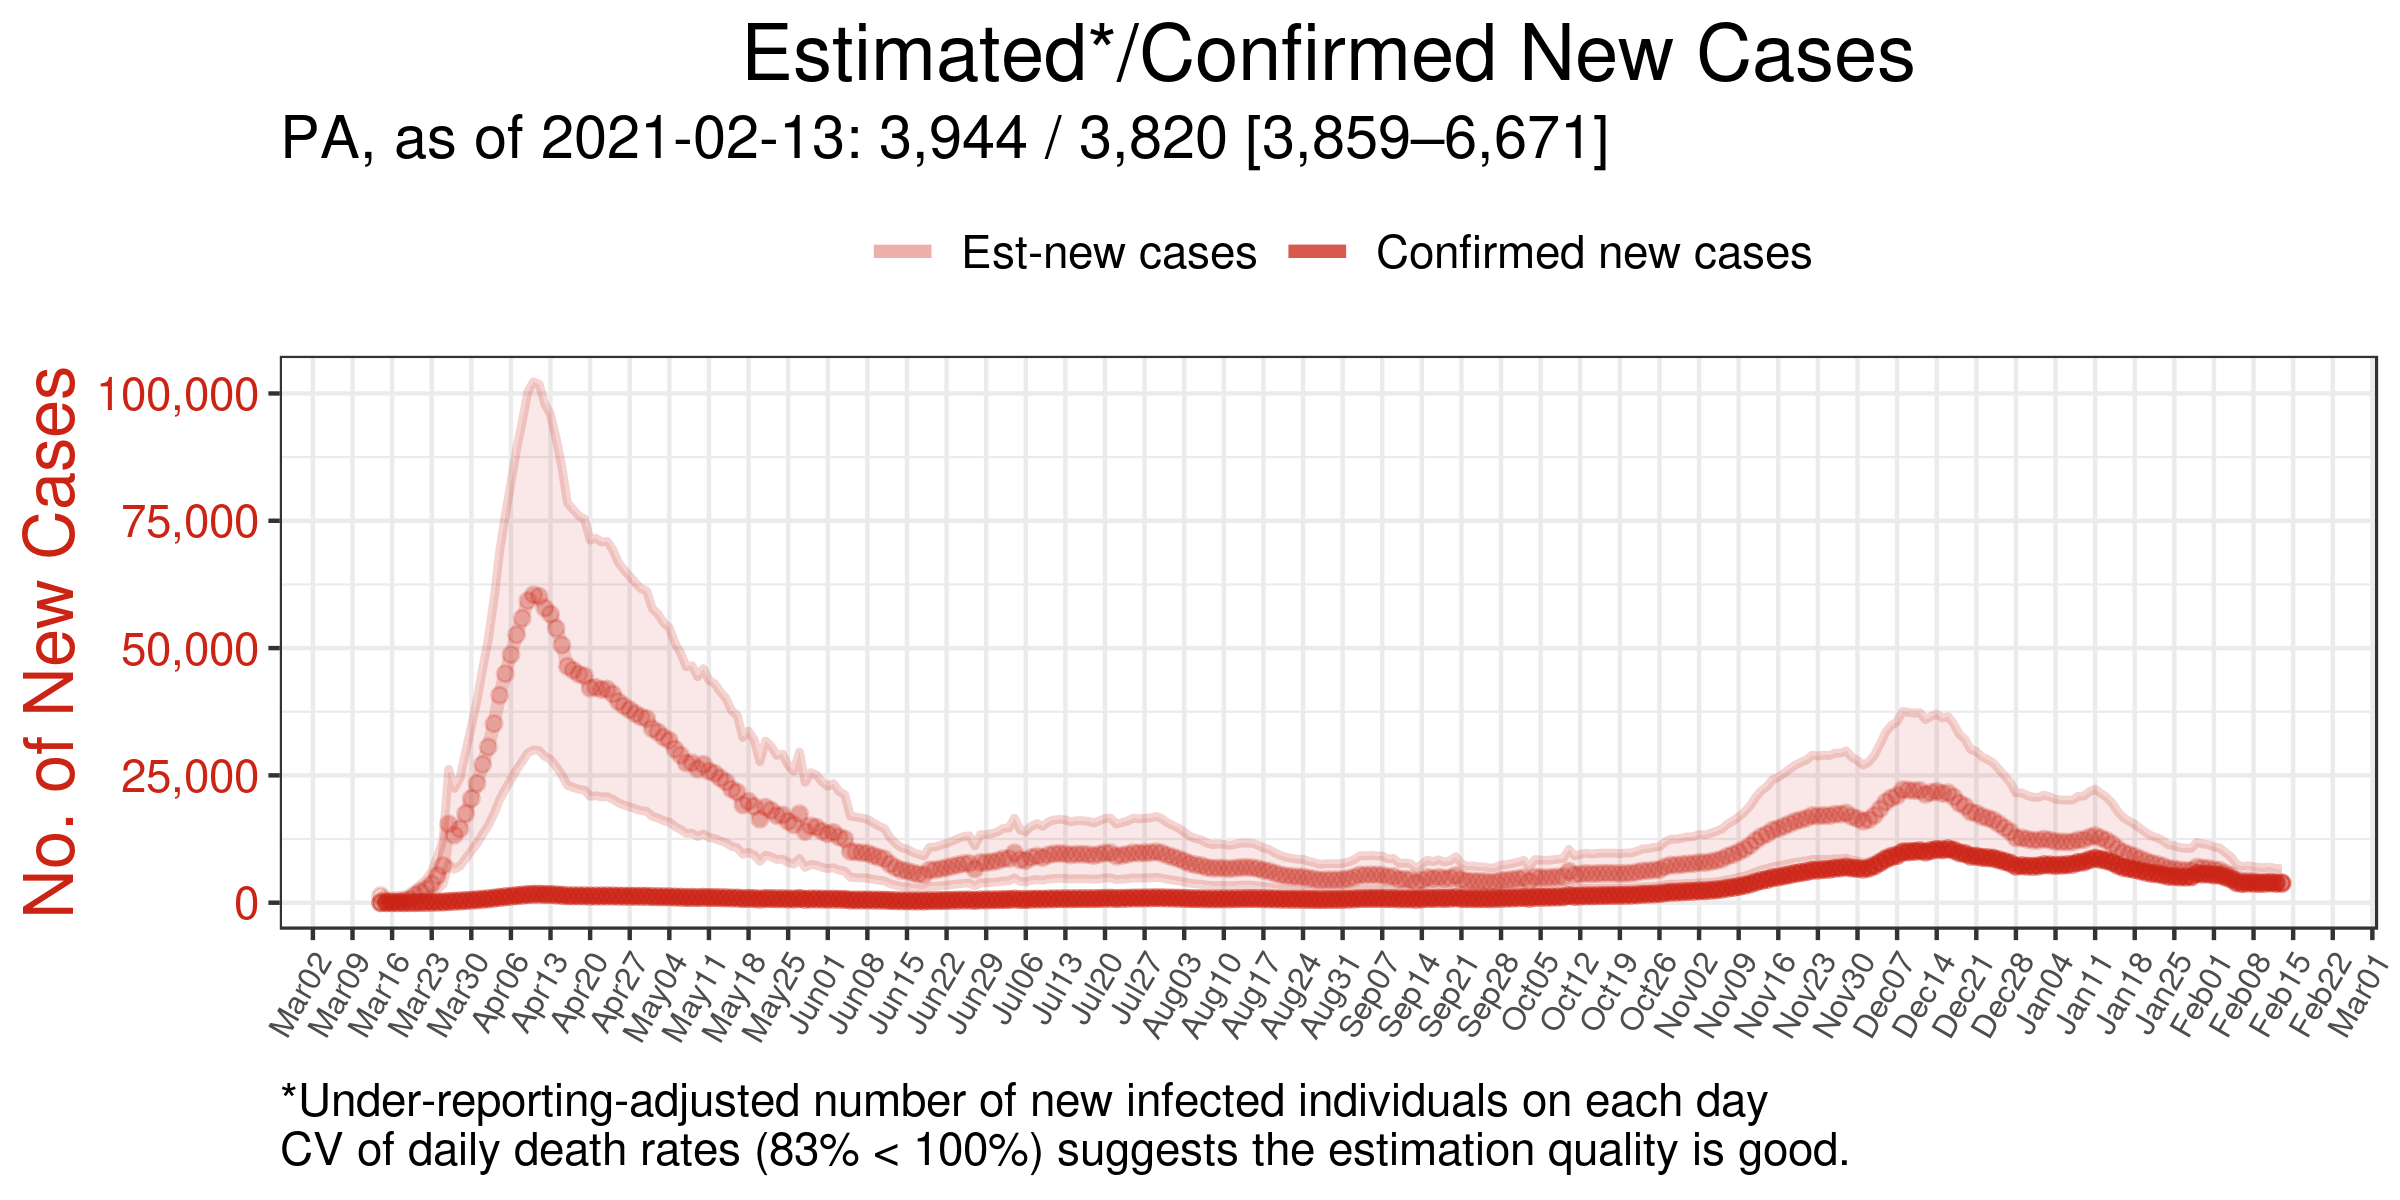 Estimated*/Confirmed New Cases
PA, as of 2021-02-13: 3,944 / 3,820 [3,859–6,671]
Est-new cases Confirmed new cases
No. of New Cases
100,000
75,000
50,000
25,000
0
Mar02 Mar09 Mar16 Mar23 Mar30 Apr06 Apr13 Apr20 Apr27 May04 May11 May18 May25 Jun01 Jun08 Jun15 Jun22 Jun29 Jul06 Jul13 Jul20 Jul27 Aug03 Aug10 Aug17 Aug24 Aug31 Sep07 Sep14 Sep21 Sep28 Oct05 Oct12 Oct19 Oct26 Nov02 Nov09 Nov16 Nov23 Nov30 Dec07 Dec14 Dec21 Dec28 Jan04 Jan11 Jan18 Jan25 Feb01 Feb08 Feb15 Feb22 Mar01
*Under-reporting-adjusted number of new infected individuals on each day
CV of daily death rates (83% < 100%) suggests the estimation quality is good.